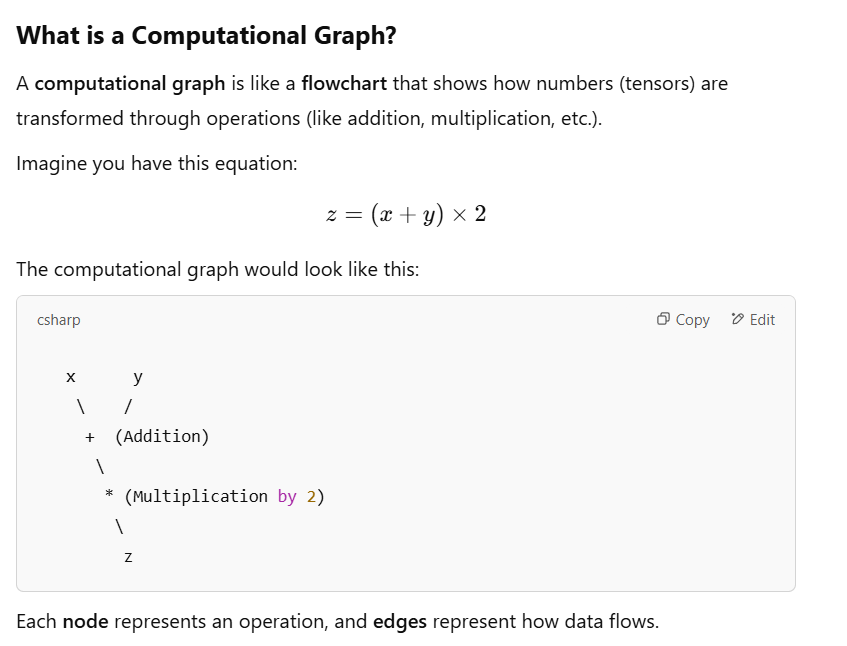 What is a Computational Graph?
A computational graph is like a flowchart that shows how numbers (tensors) are
transformed through operations (like addition, multiplication, etc.).
Imagine you have this equation:
z = (x + y) × 2
The computational graph would look like this:
csharp Copy Edit
x y
\ /
+ (Addition)
\
* (Multiplication by 2)
\
z
Each node represents an operation, and edges represent how data flows.